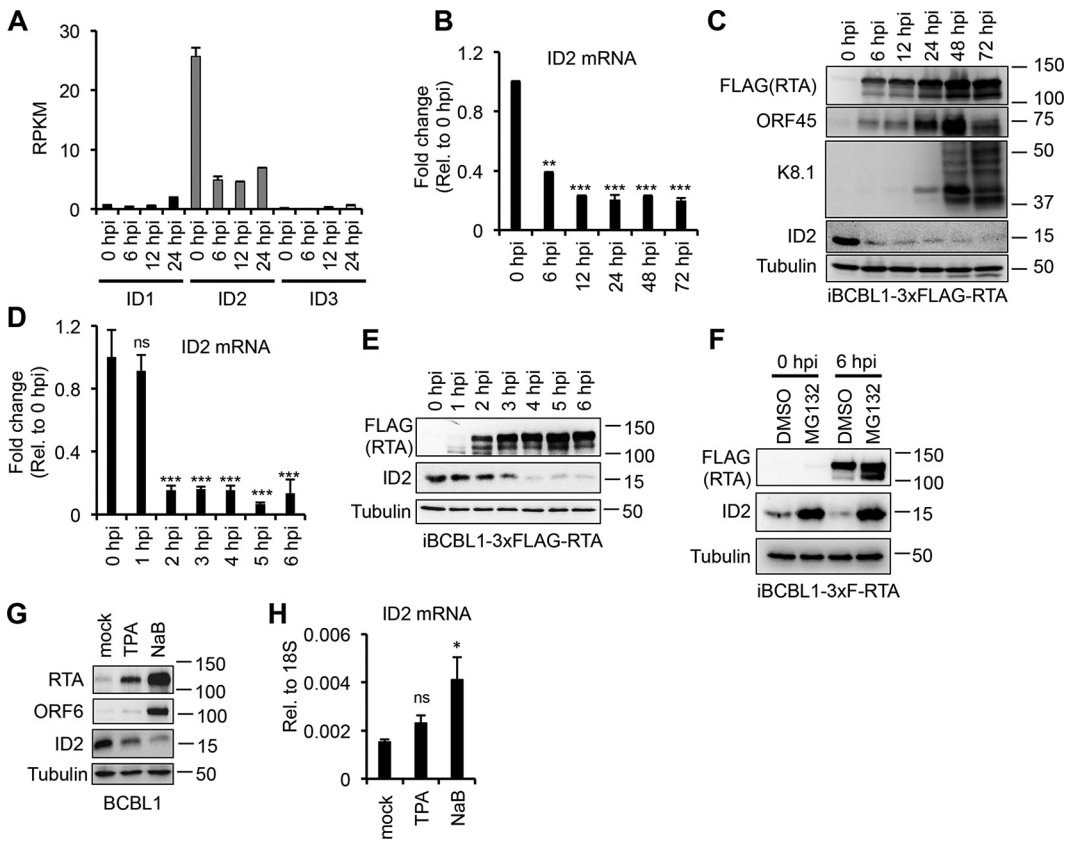 A
RPKM
30
20
10
0
0 hpi
6 hpi
12 hpi
24 hpi
0 hpi
6 hpi
12 hpi
24 hpi
0 hpi
6 hpi
12 hpi
24 hpi
ID1
ID2
ID3
B
ID2 mRNA
Fold change
(Rel. to 0 hpi)
1.2
0.8
0.4
0
**
***
***
***
***
0 hpi
6 hpi
12 hpi
24 hpi
48 hpi
72 hpi
C
0 hpi
6 hpi
12 hpi
24 hpi
48 hpi
72 hpi
FLAG(RTA)
150
100
ORF45
75
K8.1
50
37
ID2
15
Tubulin
50
iBCBL1-3xFLAG-RTA
D
ID2 mRNA
Fold change
(Rel. to 0 hpi)
1.2
0.8
0.4
0
ns
***
***
***
***
***
0 hpi
1 hpi
2 hpi
3 hpi
4 hpi
5 hpi
6 hpi
E
0 hpi
1 hpi
2 hpi
3 hpi
4 hpi
5 hpi
6 hpi
FLAG
(RTA)
150
100
ID2
15
Tubulin
50
iBCBL1-3xFLAG-RTA
F
0 hpi
6 hpi
DMSO
MG132
DMSO
MG132
FLAG
(RTA)
150
100
ID2
15
Tubulin
50
iBCBL1-3xF-RTA
G
mock
TPA
NaB
RTA
150
100
ORF6
100
ID2
15
Tubulin
50
BCBL1
H
ID2 mRNA
Rel. to 18S
0.006
0.004
0.002
0
ns
*
mock
TPA
NaB